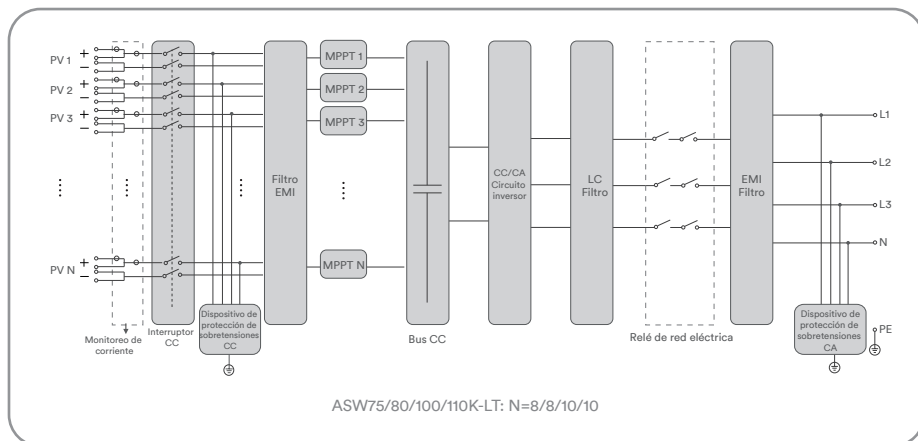 PV 1
+
−
PV 2
+
−
PV 3
+
−
PV N
+
−
Monitoreo de
corriente
Interruptor
CC
Dispositivo de
protección de
sobretensiones
CC
Filtro
EMI
MPPT 1
MPPT 2
MPPT 3
MPPT N
Bus CC
CC/CA
Circuito
inversor
LC
Filtro
Relé de red eléctrica
EMI
Filtro
L1
L2
L3
N
Dispositivo de
protección de
sobretensiones
CA
PE
ASW75/80/100/110K-LT: N=8/8/10/10